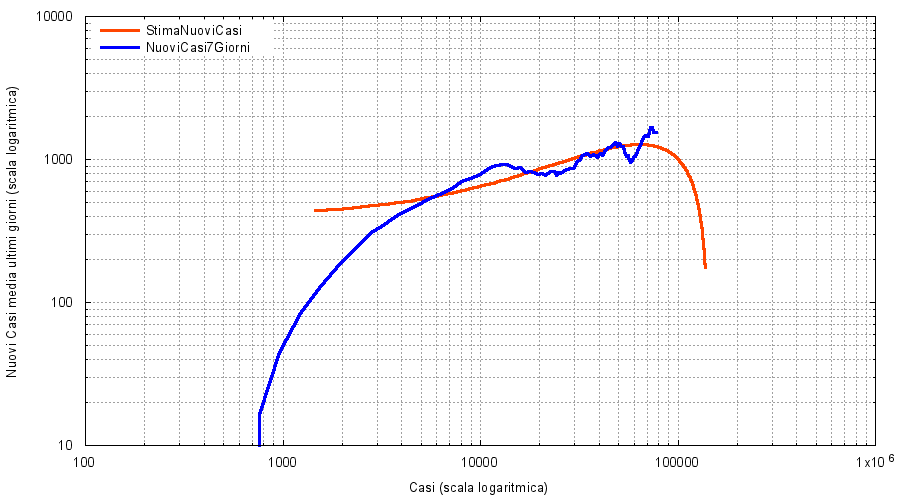 10000
StimaNuoviCasi
NuoviCasi7Giorni
Nuovi Casi media ultimi giorni (scala logaritmica)
1000
100
10
100 1000 10000 100000 1x10 6
Casi (scala logaritmica)